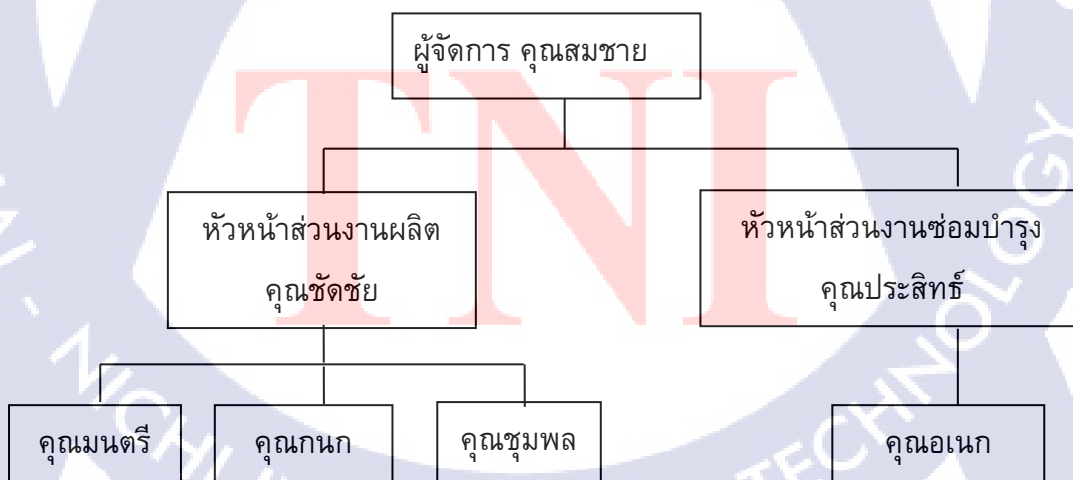 ผู้จัดการ คุณสมชาย
หัวหน้าส่วนงานผลิต
คุณชัดชัย
หัวหน้าส่วนงานซ่อมบำรุง
คุณประสิทธ์
คุณมนตรี
คุณกนก
คุณชุมพล
คุณอเนก
TNI